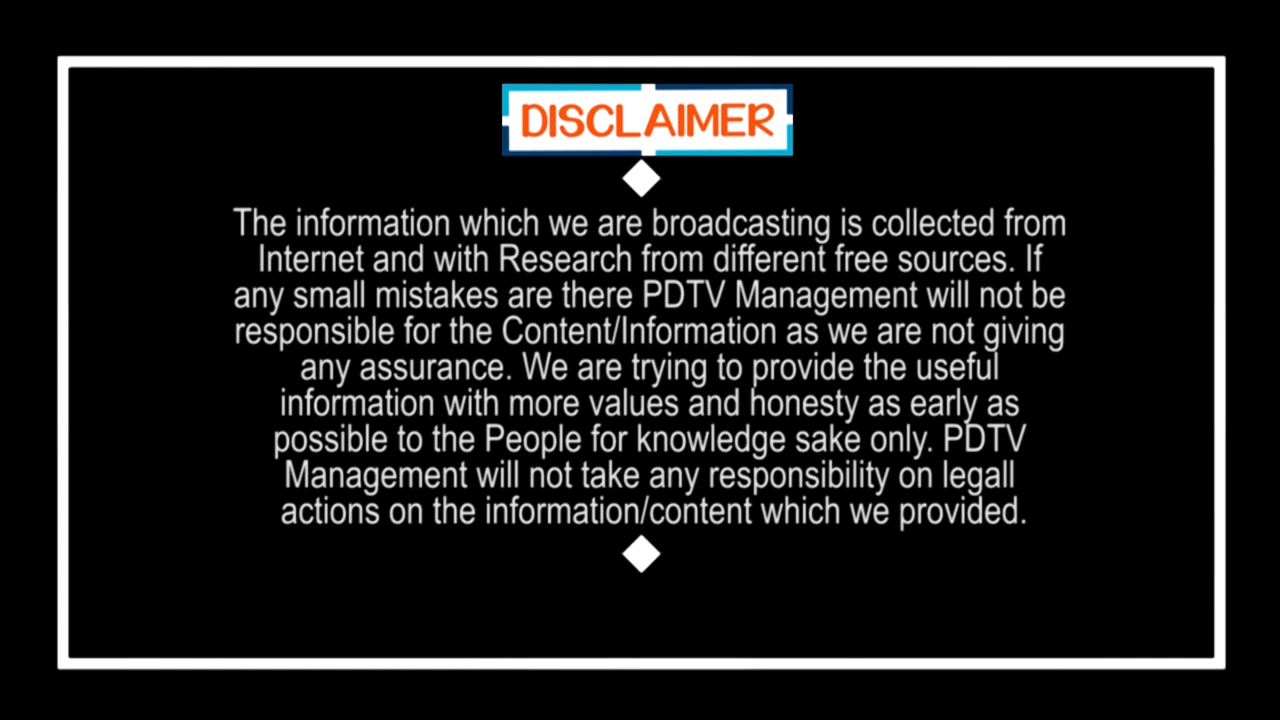 DISCLAIMER
The information which we are broadcasting is collected from
Internet and with Research from different free sources. If
any small mistakes are there PDTV Management will not be
responsible for the Content/Information as we are not giving
any assurance. We are trying to provide the useful
information with more values and honesty as early as
possible to the People for knowledge sake only. PDTV
Management will not take any responsibility on legall
actions on the information/content which we provided.